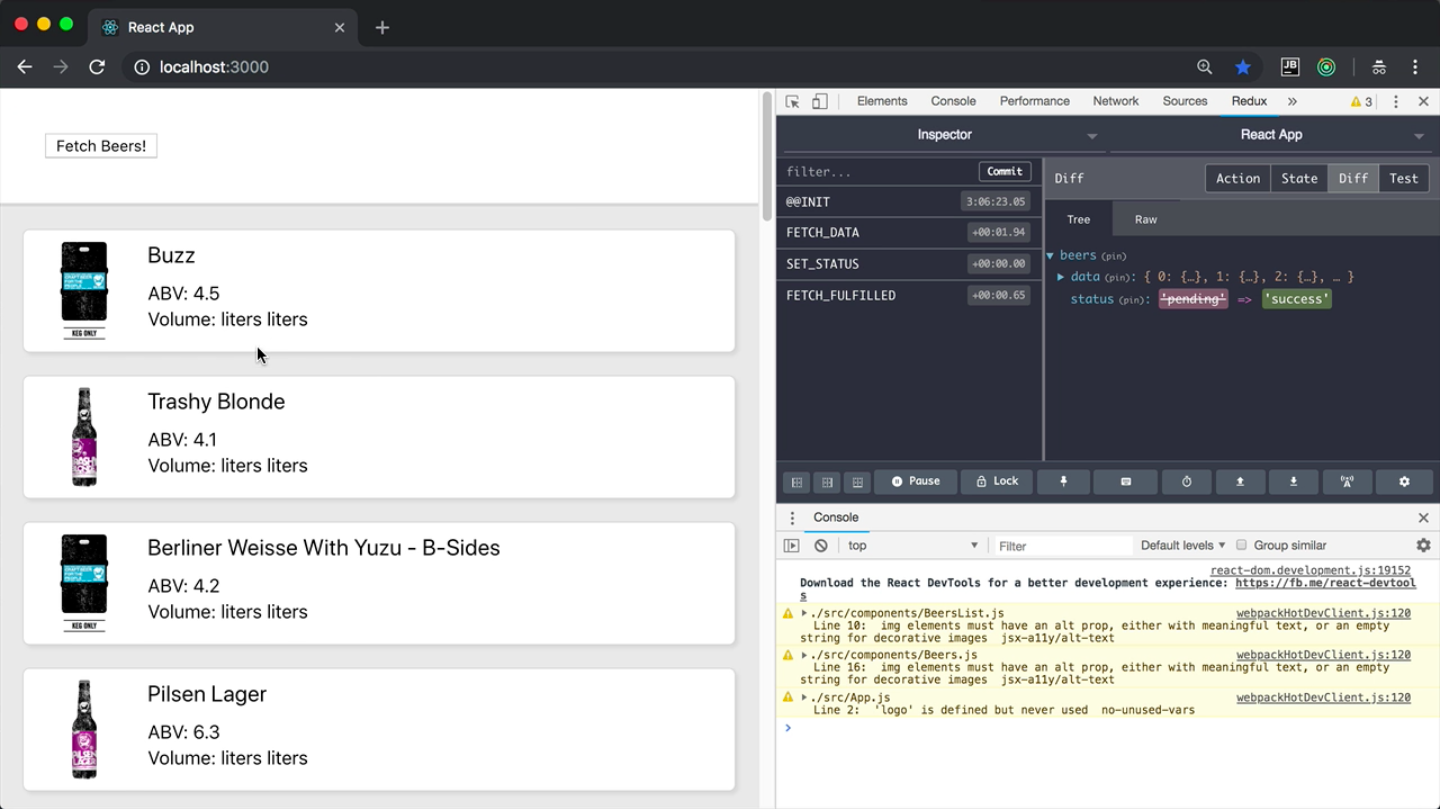 React App
localhost:3000
JB
Fetch Beers!
Buzz
ABV: 4.5
Volume: liters liters
KEG ONLY
Trashy Blonde
ABV: 4.1
Volume: liters liters
Berliner Weisse With Yuzu - B-Sides
ABV: 4.2
Volume: liters liters
KEG ONLY
Pilsen Lager
ABV: 6.3
Volume: liters liters
Elements Console Performance Network Sources Redux » 3
Inspector React App
filter... Commit
@@INIT 3:06:23.05
FETCH_DATA +00:01.94
SET_STATUS +00:00.00
FETCH_FULFILLED +00:00.65
Diff Action State Diff Test
Tree Raw
beers (pin)
data (pin): { 0: {…}, 1: {…}, 2: {…}, … }
status (pin): 'pending' => 'success'
Pause Lock
Console
top Filter Default levels ▼ Group similar
react-dom.development.js:19152
Download the React DevTools for a better development experience: https://fb.me/react-devtool
s
./src/components/BeersList.js webpackHotDevClient.js:120
Line 10: img elements must have an alt prop, either with meaningful text, or an empty
string for decorative images jsx-a11y/alt-text
./src/components/Beers.js webpackHotDevClient.js:120
Line 16: img elements must have an alt prop, either with meaningful text, or an empty
string for decorative images jsx-a11y/alt-text
./src/App.js webpackHotDevClient.js:120
Line 2: 'logo' is defined but never used no-unused-vars